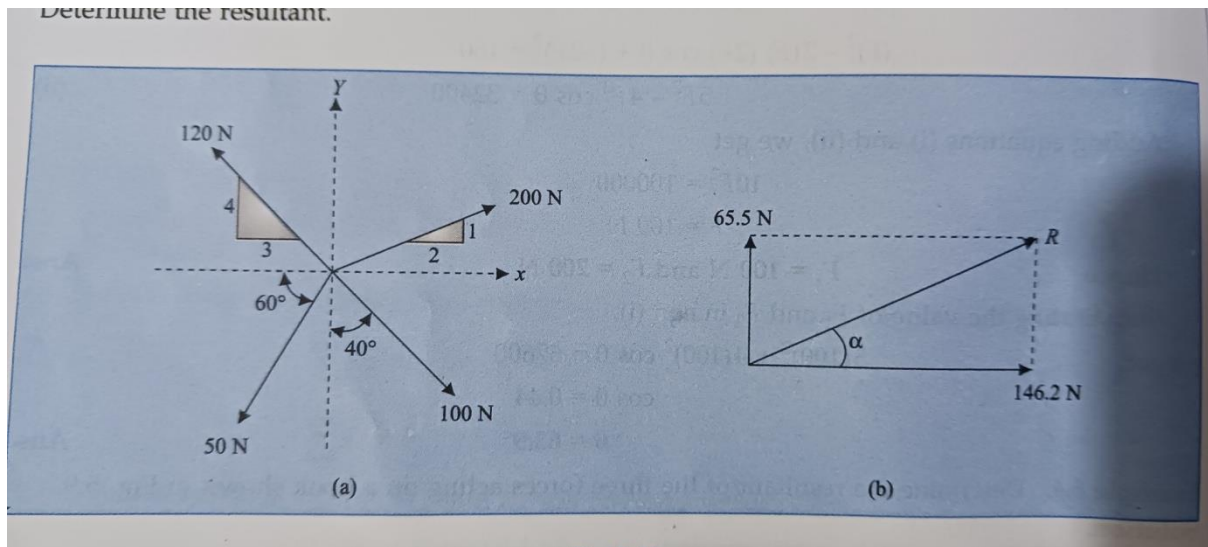 Determine the resultant.
Y
120 N
200 N
4
3
1
2
x
60°
40°
50 N
100 N
(a)
65.5 N
R
α
146.2 N
(b)